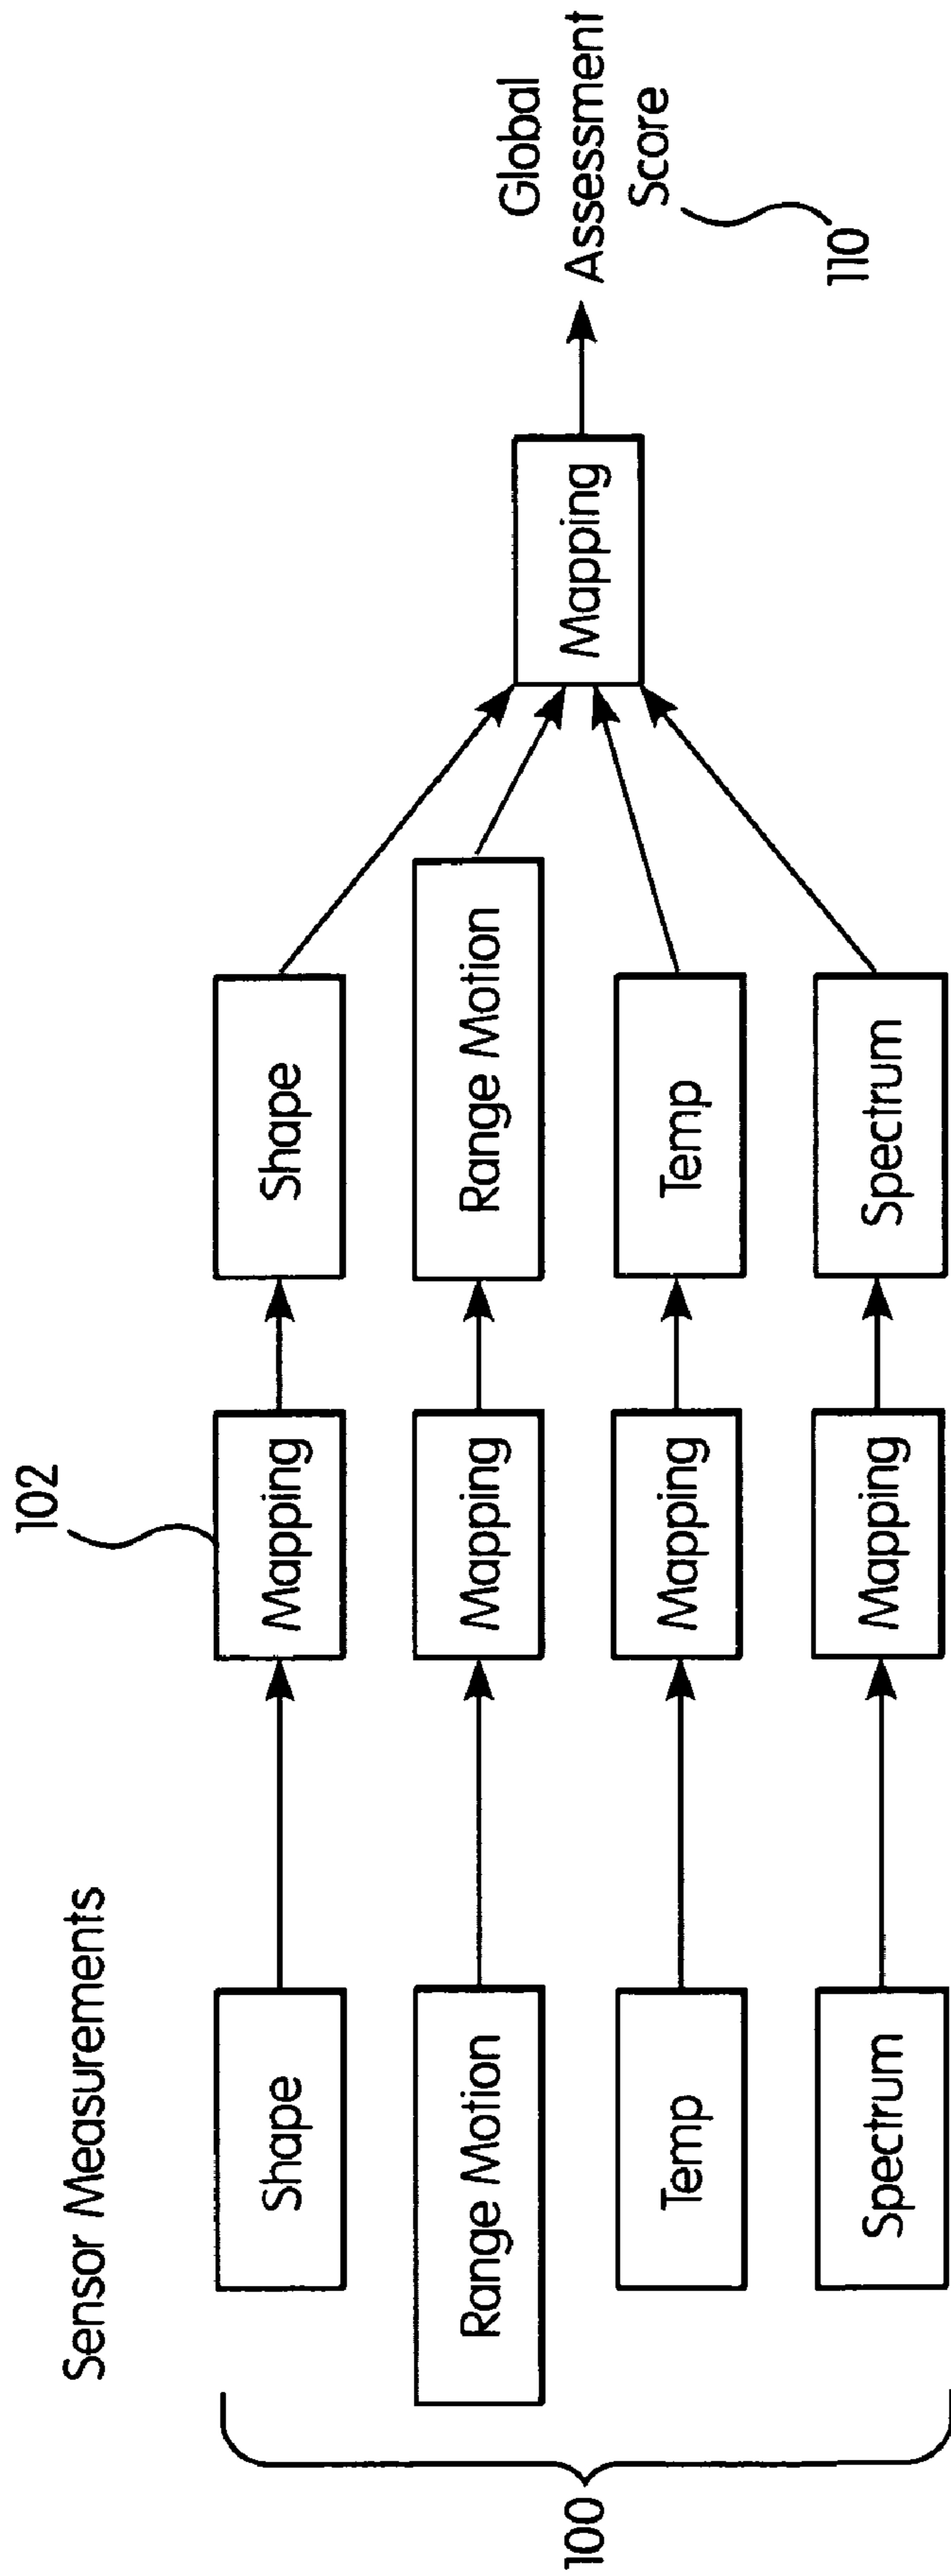 Sensor Measurements
102
Shape
Mapping
Shape
Range Motion
Mapping
Range Motion
Temp
Mapping
Temp
Spectrum
Mapping
Spectrum
100
Mapping
Global
Assessment
Score
110